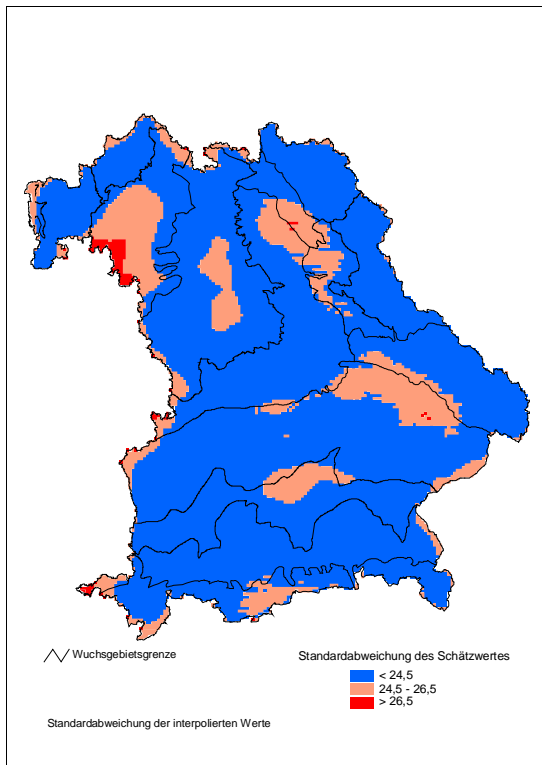 Wuchsgebietsgrenze
Standardabweichung des Schätzwertes
< 24,5
24,5 - 26,5
> 26,5
Standardabweichung der interpolierten Werte